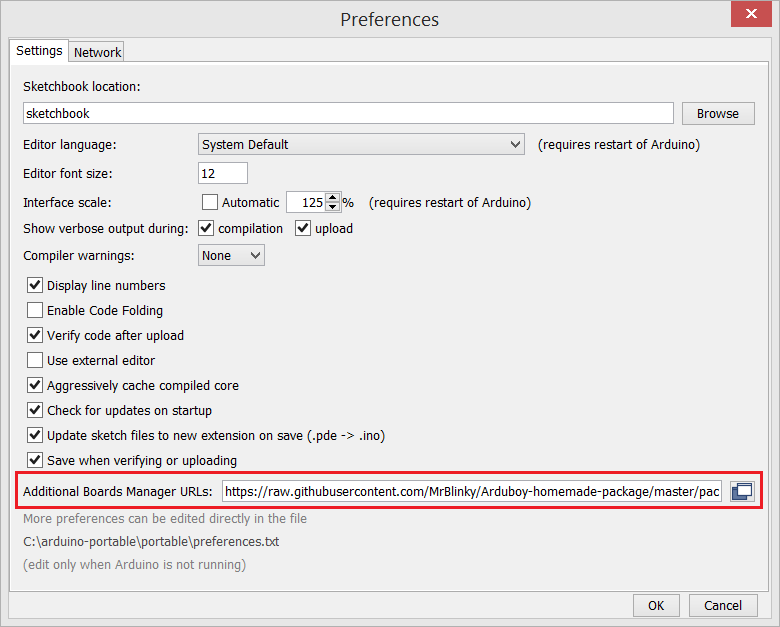 Preferences
Settings Network
Sketchbook location:
sketchbook Browse
Editor language: System Default (requires restart of Arduino)
Editor font size: 12
Interface scale: Automatic 125 % (requires restart of Arduino)
Show verbose output during: compilation upload
Compiler warnings: None
Display line numbers
Enable Code Folding
Verify code after upload
Use external editor
Aggressively cache compiled core
Check for updates on startup
Update sketch files to new extension on save (.pde -> .ino)
Save when verifying or uploading
Additional Boards Manager URLs: https://raw.githubusercontent.com/MrBlinky/Arduboy-homemade-package/master/pac
More preferences can be edited directly in the file
C:\arduino-portable\portable\preferences.txt
(edit only when Arduino is not running)
OK Cancel